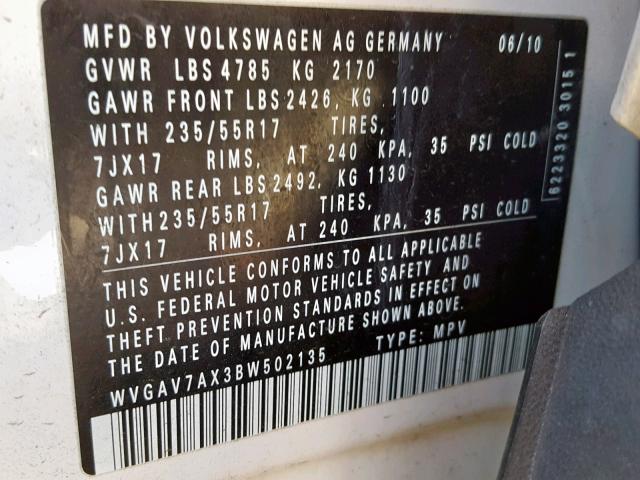 MFD BY VOLKSWAGEN AG GERMANY 06/10
GVWR LBS 4785 KG 2170
GAWR FRONT LBS 2426, KG 1100
WITH 235/55R17 TIRES,
7JX17 RIMS, AT 240 KPA, 35 PSI COLD
GAWR REAR LBS 2492, KG 1130
WITH 235/55R17 TIRES,
7JX17 RIMS, AT 240 KPA, 35 PSI COLD
THIS VEHICLE CONFORMS TO ALL APPLICABLE
U.S. FEDERAL MOTOR VEHICLE SAFETY AND
THEFT PREVENTION STANDARDS IN EFFECT ON
THE DATE OF MANUFACTURE SHOWN ABOVE.
WVGAV7AX3BW502135 TYPE: MPV
6223320 3015 1